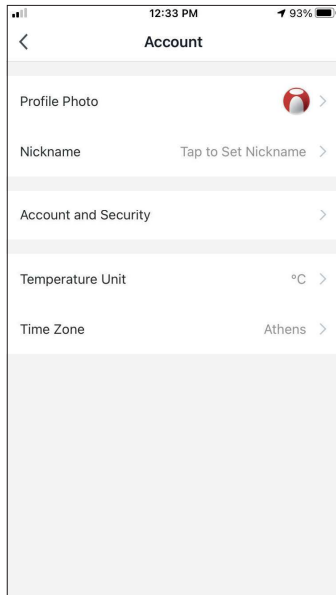 12:33 PM 93%
Account
Profile Photo
Nickname Tap to Set Nickname
Account and Security
Temperature Unit °C
Time Zone Athens